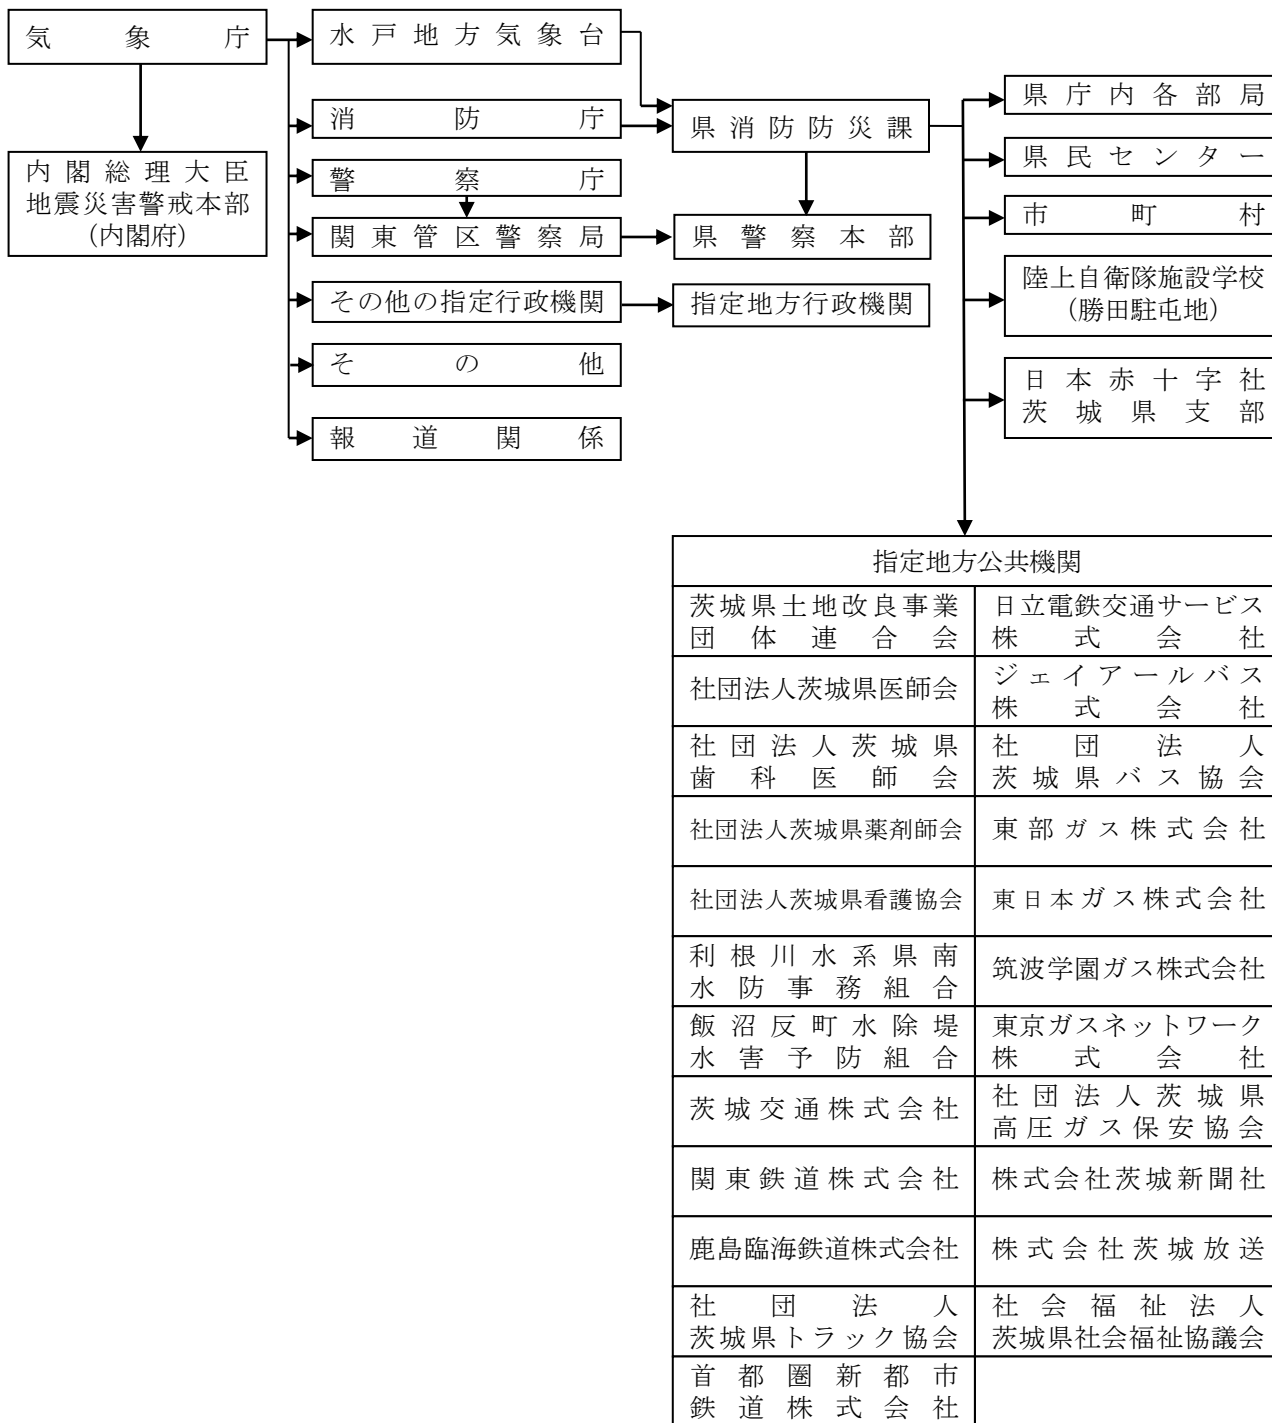 気象庁
内閣総理大臣
地震災害警戒本部
(内閣府)
水戸地方気象台
消防庁
警察庁
関東管区警察局
その他の指定行政機関
その他
報道関係
県消防防災課
県警察本部
指定地方行政機関
県庁内各部局
県民センター
市町村
陸上自衛隊施設学校
(勝田駐屯地)
日本赤十字社
茨城県支部
指定地方公共機関
茨城県土地改良事業
団体連合会
日立電鉄交通サービス
株式会社
社団法人茨城県医師会
ジェイアールバス
株式会社
社団法人茨城県
歯科医師会
社団法人
茨城県バス協会
社団法人茨城県薬剤師会
東部ガス株式会社
社団法人茨城県看護協会
東日本ガス株式会社
利根川水系県南
水防事務組合
筑波学園ガス株式会社
飯沼反町水除堤
水害予防組合
東京ガスネットワーク
株式会社
茨城交通株式会社
社団法人茨城県
高圧ガス保安協会
関東鉄道株式会社
株式会社茨城新聞社
鹿島臨海鉄道株式会社
株式会社茨城放送
社団法人
茨城県トラック協会
社会福祉法人
茨城県社会福祉協議会
首都圏新都市
鉄道株式会社